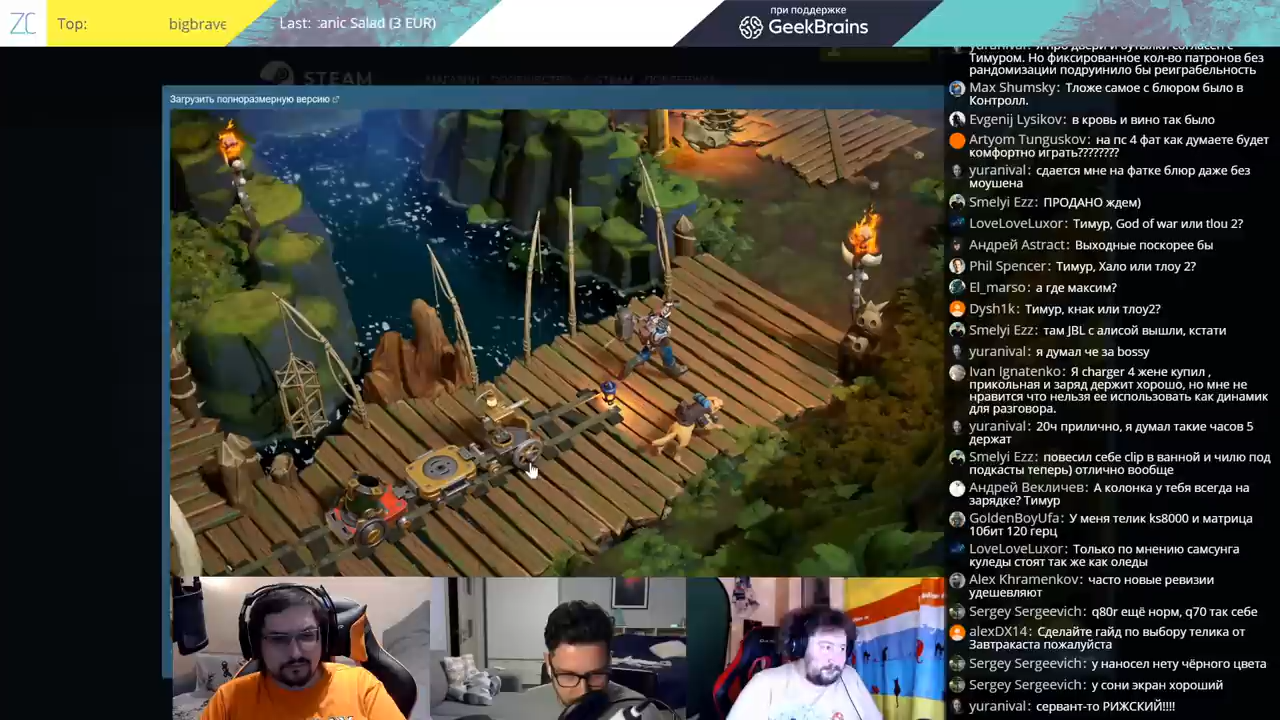 ZC
Top: bigbrave
Last: :anic Salad (3 EUR)
при поддержке
GeekBrains
STEAM
Загрузить полноразмерную версию
Тимуром. Но фиксированное кол-во патронов без
рандомизации подруинило бы реиграбельность
Max Shumsky: Тложе самое с блюром было в
Контролл.
Evgenij Lysikov: в кровь и вино так было
Artyom Tunguskov: на пс 4 фат как думаете будет
комфортно играть????????
yuranival: сдается мне на фатке блюр даже без
моушена
Smelyi Ezz: ПРОДАНО ждем)
LoveLoveLuxor: Тимур, God of war или tlou 2?
Андрей Astract: Выходные поскорее бы
Phil Spencer: Тимур, Хало или тлоу 2?
El_marso: а где максим?
Dysh1k: Тимур, кнак или тлоу2??
Smelyi Ezz: там JBL с алисой вышли, кстати
yuranival: я думал че за bossy
Ivan Ignatenko: Я charger 4 жене купил ,
прикольная и заряд держит хорошо, но мне не
нравится что нельзя ее использовать как динамик
для разговора.
yuranival: 20ч прилично, я думал такие часов 5
держат
Smelyi Ezz: повесил себе clip в ванной и чилю под
подкасты теперь) отлично вообще
Андрей Векличев: А колонка у тебя всегда на
зарядке? Тимур
GoldenBoyUfa: У меня телик ks8000 и матрица
10бит 120 герц
LoveLoveLuxor: Только по мнению самсунга
куледы стоят так же как оледы
Alex Khramenkov: часто новые ревизии
удешевляют
Sergey Sergeevich: q80r ещё норм, q70 так себе
alexDX14: Сделайте гайд по выбору телика от
Завтракаста пожалуйста
Sergey Sergeevich: у наносел нету чёрного цвета
Sergey Sergeevich: у сони экран хороший
yuranival: сервант-то РИЖСКИЙ!!!!